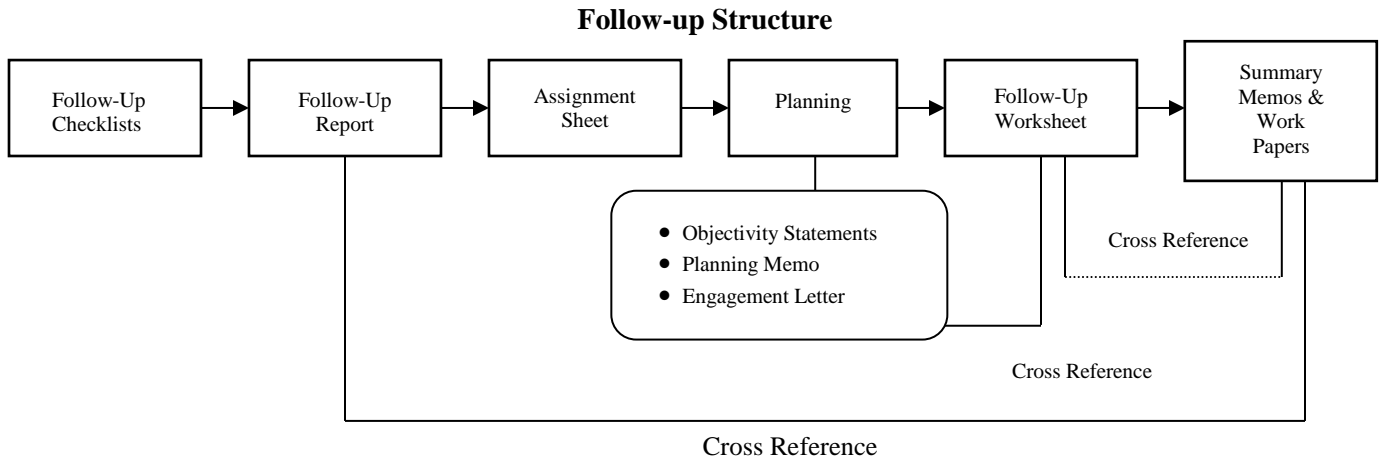 Follow-up Structure
Follow-Up
Checklists
Follow-Up
Report
Assignment
Sheet
Planning
Follow-Up
Worksheet
Summary
Memos &
Work
Papers
● Objectivity Statements
● Planning Memo
● Engagement Letter
Cross Reference
Cross Reference
Cross Reference